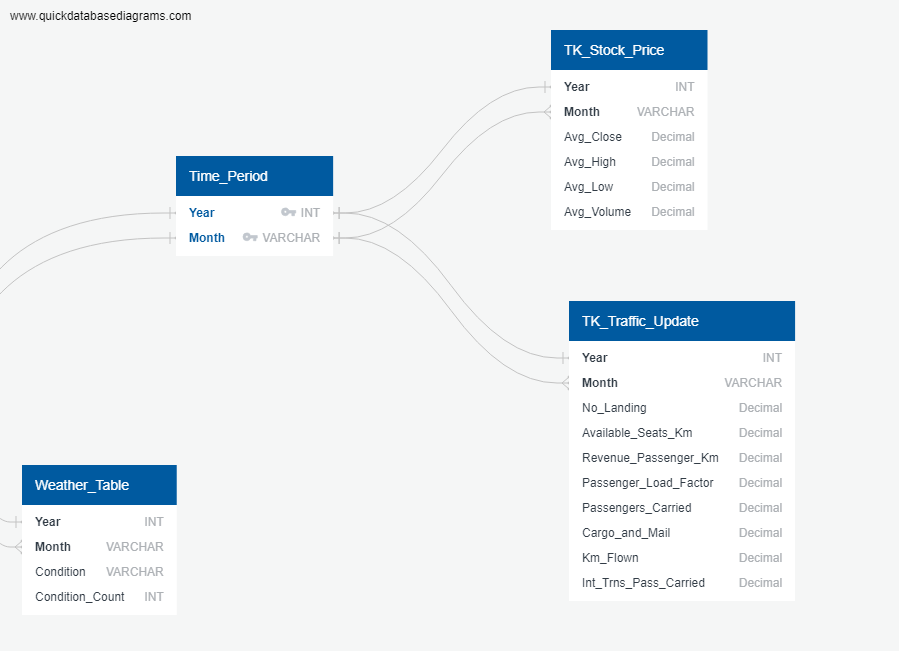 www.quickdatabasediagrams.com
TK_Stock_Price
Year INT
Month VARCHAR
Avg_Close Decimal
Avg_High Decimal
Avg_Low Decimal
Avg_Volume Decimal
Time_Period
Year INT
Month VARCHAR
TK_Traffic_Update
Year INT
Month VARCHAR
No_Landing Decimal
Available_Seats_Km Decimal
Revenue_Passenger_Km Decimal
Passenger_Load_Factor Decimal
Passengers_Carried Decimal
Cargo_and_Mail Decimal
Km_Flown Decimal
Int_Trns_Pass_Carried Decimal
Weather_Table
Year INT
Month VARCHAR
Condition VARCHAR
Condition_Count INT